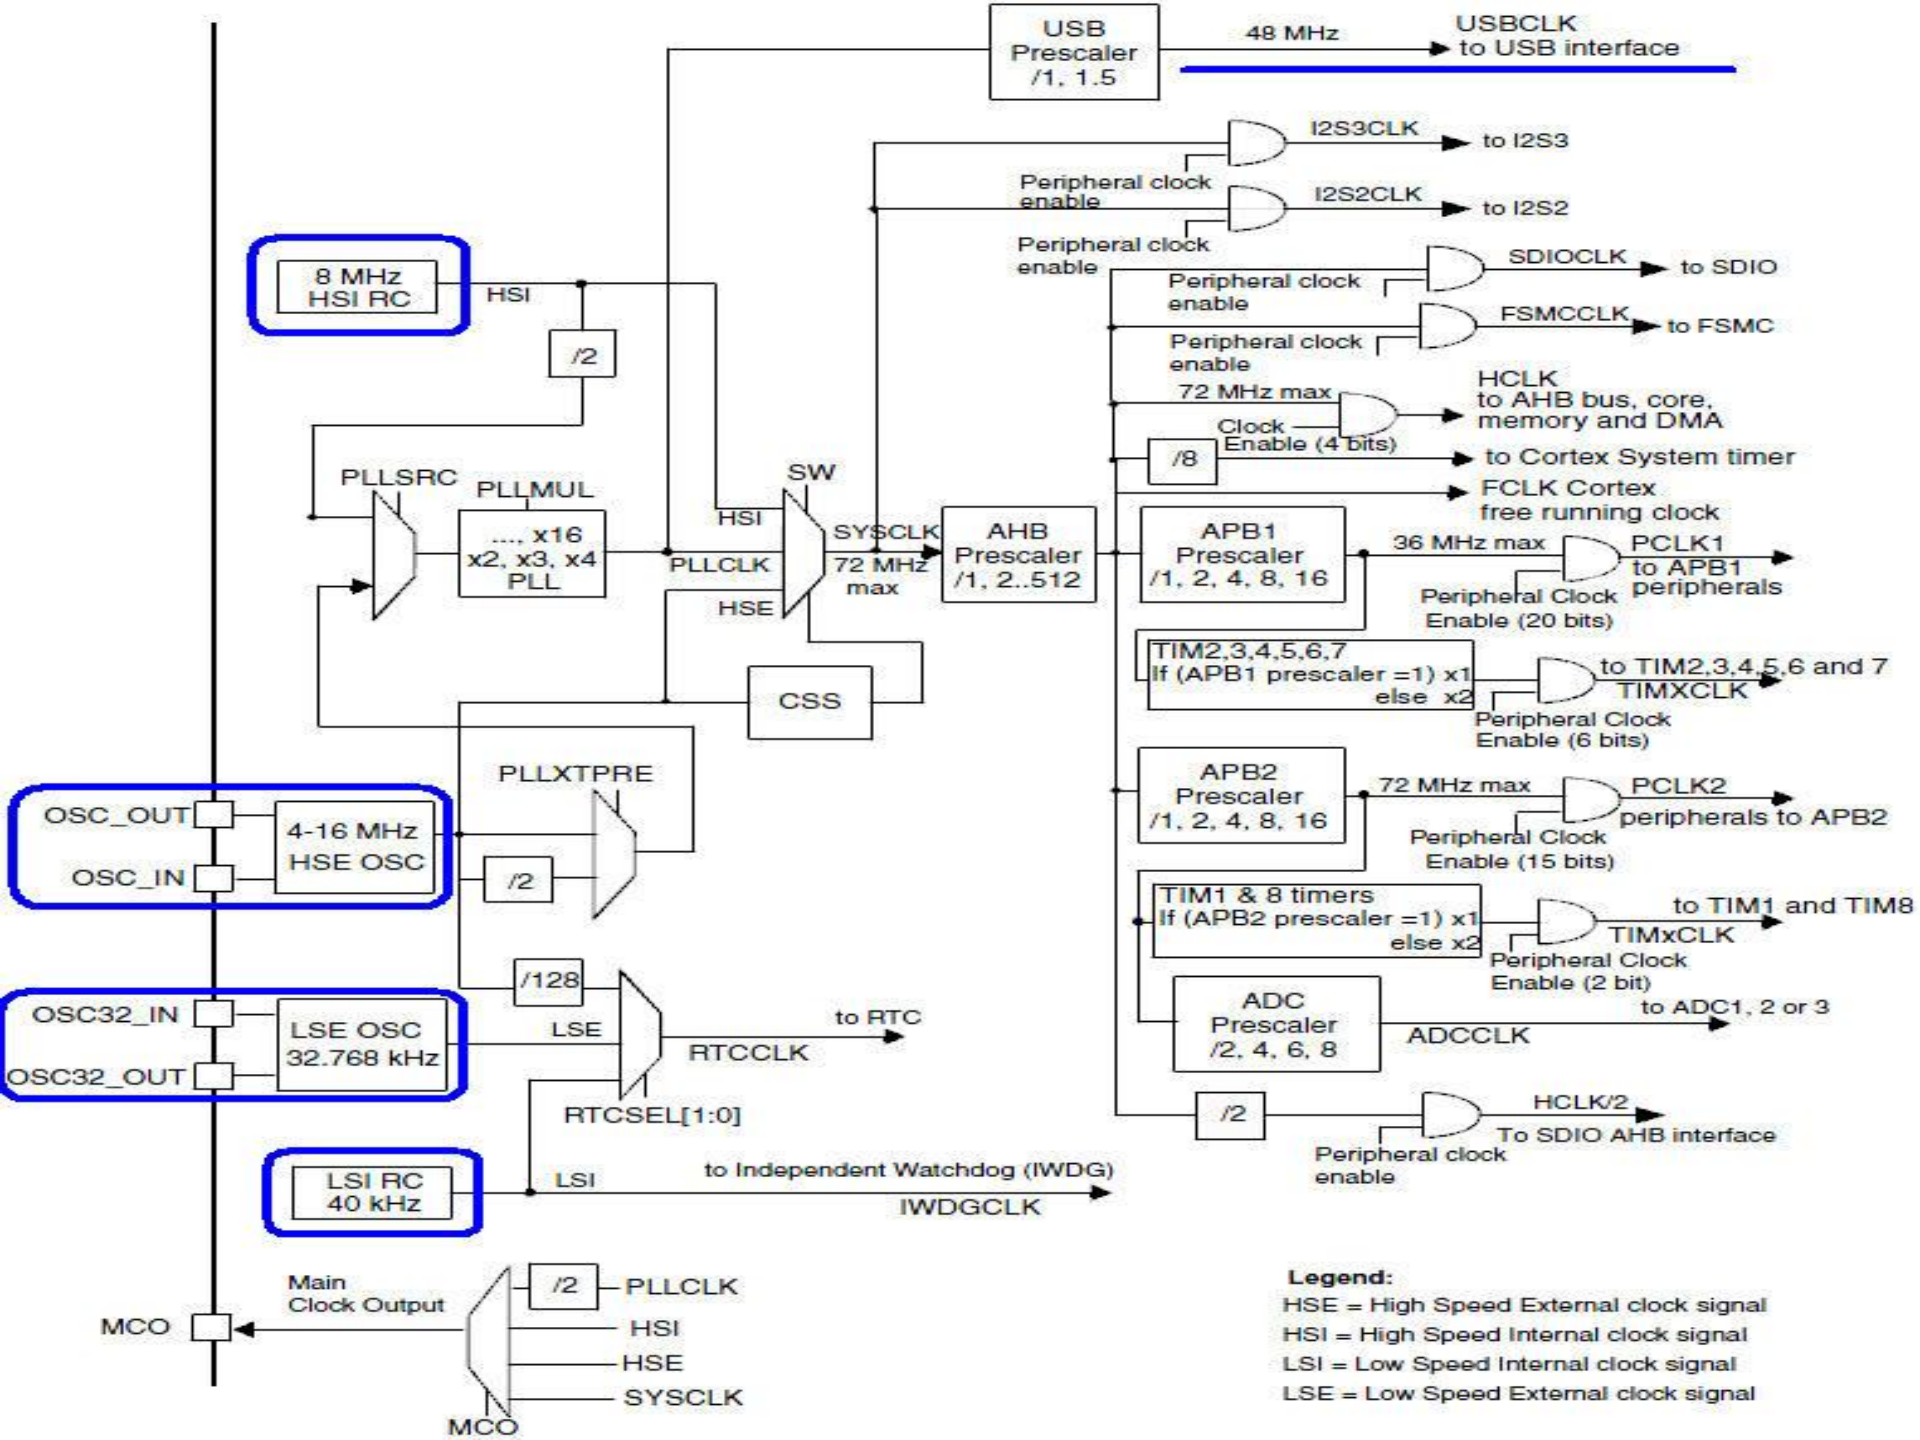 USB
Prescaler
/1, 1.5
48 MHz
USBCLK
to USB interface
I2S3CLK
to I2S3
Peripheral clock
enable
I2S2CLK
to I2S2
Peripheral clock
enable
SDIOCLK
to SDIO
Peripheral clock
enable
FSMCCLK
to FSMC
Peripheral clock
enable
8 MHz
HSI RC
HSI
/2
72 MHz max
HCLK
to AHB bus, core,
memory and DMA
Clock
Enable (4 bits)
/8
to Cortex System timer
FCLK Cortex
free running clock
PLLSRC
PLLMUL
..., x16
x2, x3, x4
PLL
SW
HSI
PLLCLK
HSE
SYSCLK
72 MHz
max
AHB
Prescaler
/1, 2..512
APB1
Prescaler
/1, 2, 4, 8, 16
36 MHz max
PCLK1
to APB1
peripherals
Peripheral Clock
Enable (20 bits)
TIM2,3,4,5,6,7
If (APB1 prescaler =1) x1
else x2
to TIM2,3,4,5,6 and 7
TIMXCLK
Peripheral Clock
Enable (6 bits)
CSS
PLLXTPRE
OSC_OUT
OSC_IN
4-16 MHz
HSE OSC
/2
APB2
Prescaler
/1, 2, 4, 8, 16
72 MHz max
PCLK2
peripherals to APB2
Peripheral Clock
Enable (15 bits)
TIM1 & 8 timers
If (APB2 prescaler =1) x1
else x2
to TIM1 and TIM8
TIMxCLK
Peripheral Clock
Enable (2 bit)
/128
OSC32_IN
OSC32_OUT
LSE OSC
32.768 kHz
LSE
to RTC
RTCCLK
RTCSEL[1:0]
ADC
Prescaler
/2, 4, 6, 8
to ADC1, 2 or 3
ADCCLK
/2
HCLK/2
To SDIO AHB interface
Peripheral clock
enable
LSI RC
40 kHz
LSI
to Independent Watchdog (IWDG)
IWDGCLK
Main
Clock Output
MCO
/2
PLLCLK
HSI
HSE
SYSCLK
MCO
Legend:
HSE = High Speed External clock signal
HSI = High Speed Internal clock signal
LSI = Low Speed Internal clock signal
LSE = Low Speed External clock signal